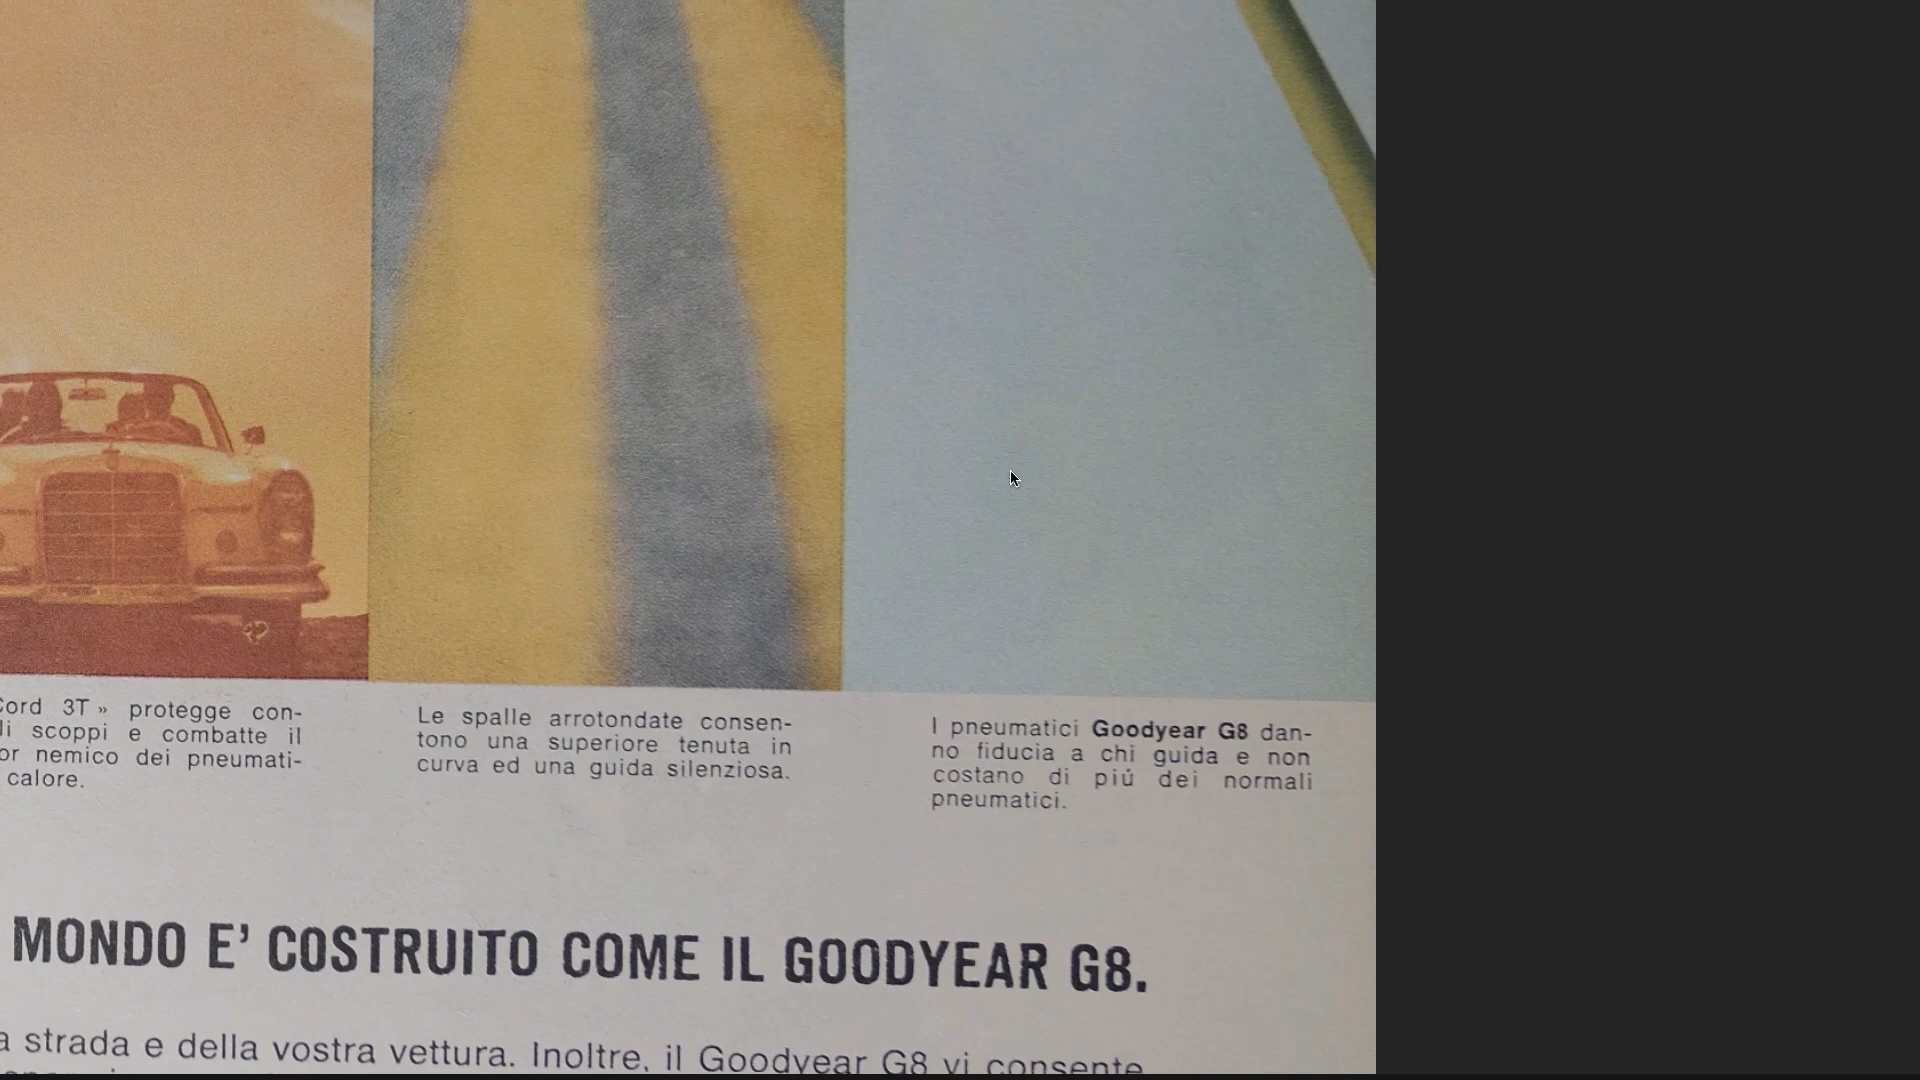 Cord 3T» protegge con-
li scoppi e combatte il
or nemico dei pneumati-
calore.
Le spalle arrotondate consen-
tono una superiore tenuta in
curva ed una guida silenziosa.
I pneumatici Goodyear G8 dan-
no fiducia a chi guida e non
costano di piú dei normali
pneumatici.
MONDO E' COSTRUITO COME IL GOODYEAR G8.
a strada e della vostra vettura. Inoltre, il Goodyear G8 vi consente